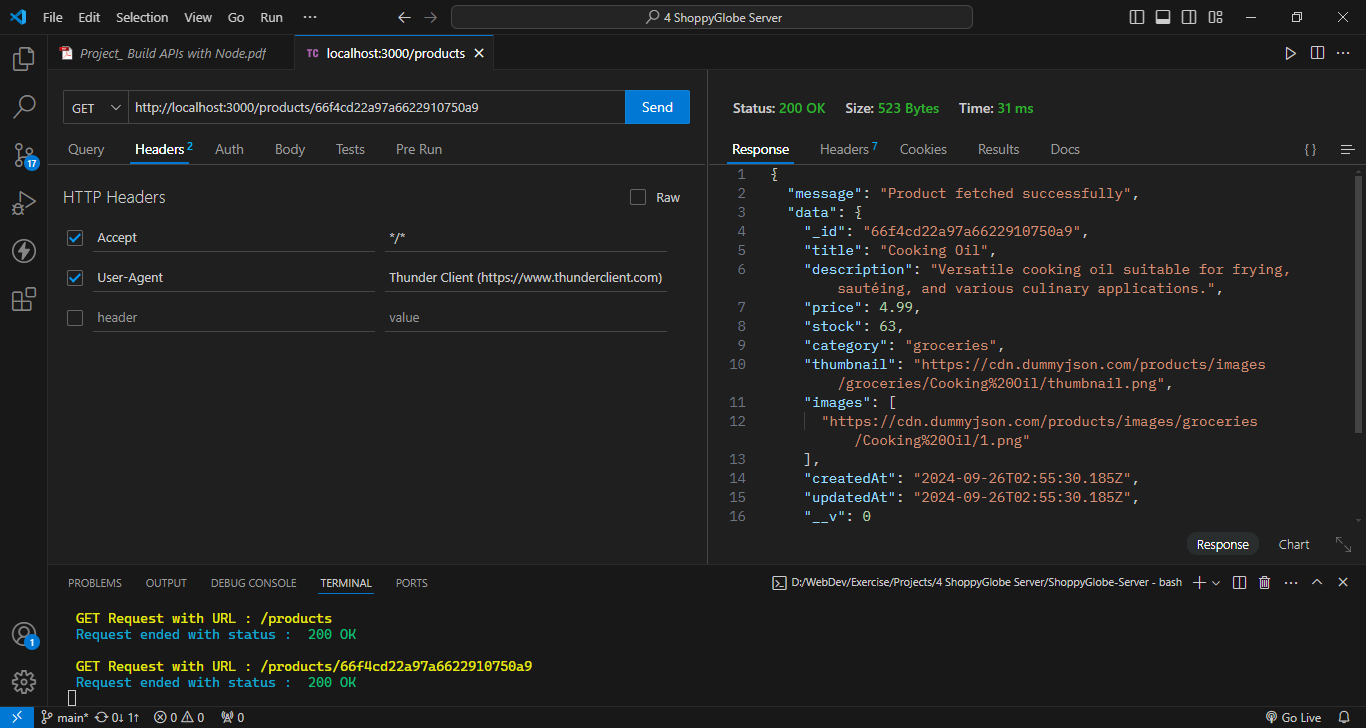 File Edit Selection View Go Run ···
4 ShoppyGlobe Server
Project_ Build APIs with Node.pdf
TC localhost:3000/products
GET http://localhost:3000/products/66f4cd22a97a6622910750a9 Send
Query Headers 2 Auth Body Tests Pre Run
HTTP Headers Raw
Accept */*
User-Agent Thunder Client (https://www.thunderclient.com)
header value
Status: 200 OK Size: 523 Bytes Time: 31 ms
Response Headers 7 Cookies Results Docs { }
1 {
2 "message": "Product fetched successfully",
3 "data": {
4 "_id": "66f4cd22a97a6622910750a9",
5 "title": "Cooking Oil",
6 "description": "Versatile cooking oil suitable for frying,
sautéing, and various culinary applications.",
7 "price": 4.99,
8 "stock": 63,
9 "category": "groceries",
10 "thumbnail": "https://cdn.dummyjson.com/products/images
/groceries/Cooking%20Oil/thumbnail.png",
11 "images": [
12 "https://cdn.dummyjson.com/products/images/groceries
/Cooking%20Oil/1.png"
13 ],
14 "createdAt": "2024-09-26T02:55:30.185Z",
15 "updatedAt": "2024-09-26T02:55:30.185Z",
16 "__v": 0
Response Chart
17
1
PROBLEMS OUTPUT DEBUG CONSOLE TERMINAL PORTS
D:/WebDev/Exercise/Projects/4 ShoppyGlobe Server/ShoppyGlobe-Server - bash
GET Request with URL : /products
Request ended with status : 200 OK
GET Request with URL : /products/66f4cd22a97a6622910750a9
Request ended with status : 200 OK
main* 0↓ 1↑ 0 0 0 Go Live